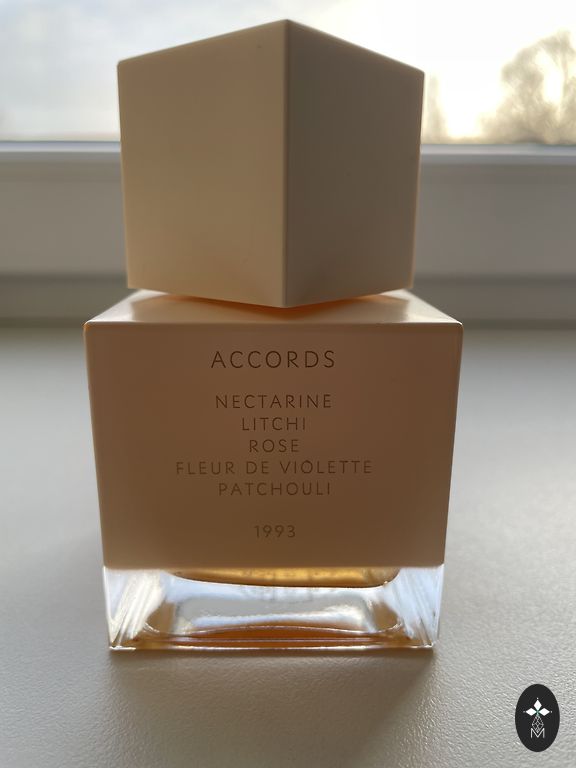 ACCORDS
NECTARINE
LITCHI
ROSE
FLEUR DE VIOLETTE
PATCHOULI
1993
M